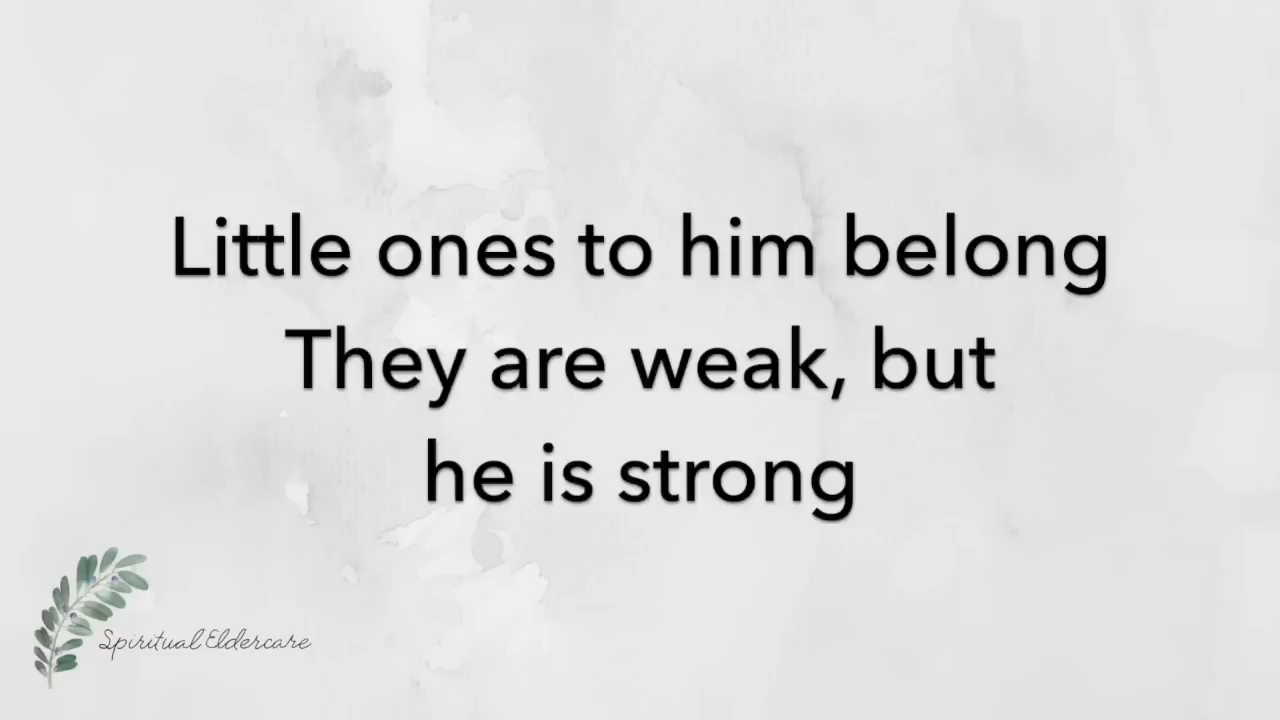 Little ones to him belong
They are weak, but
he is strong
Spiritual Eldercare